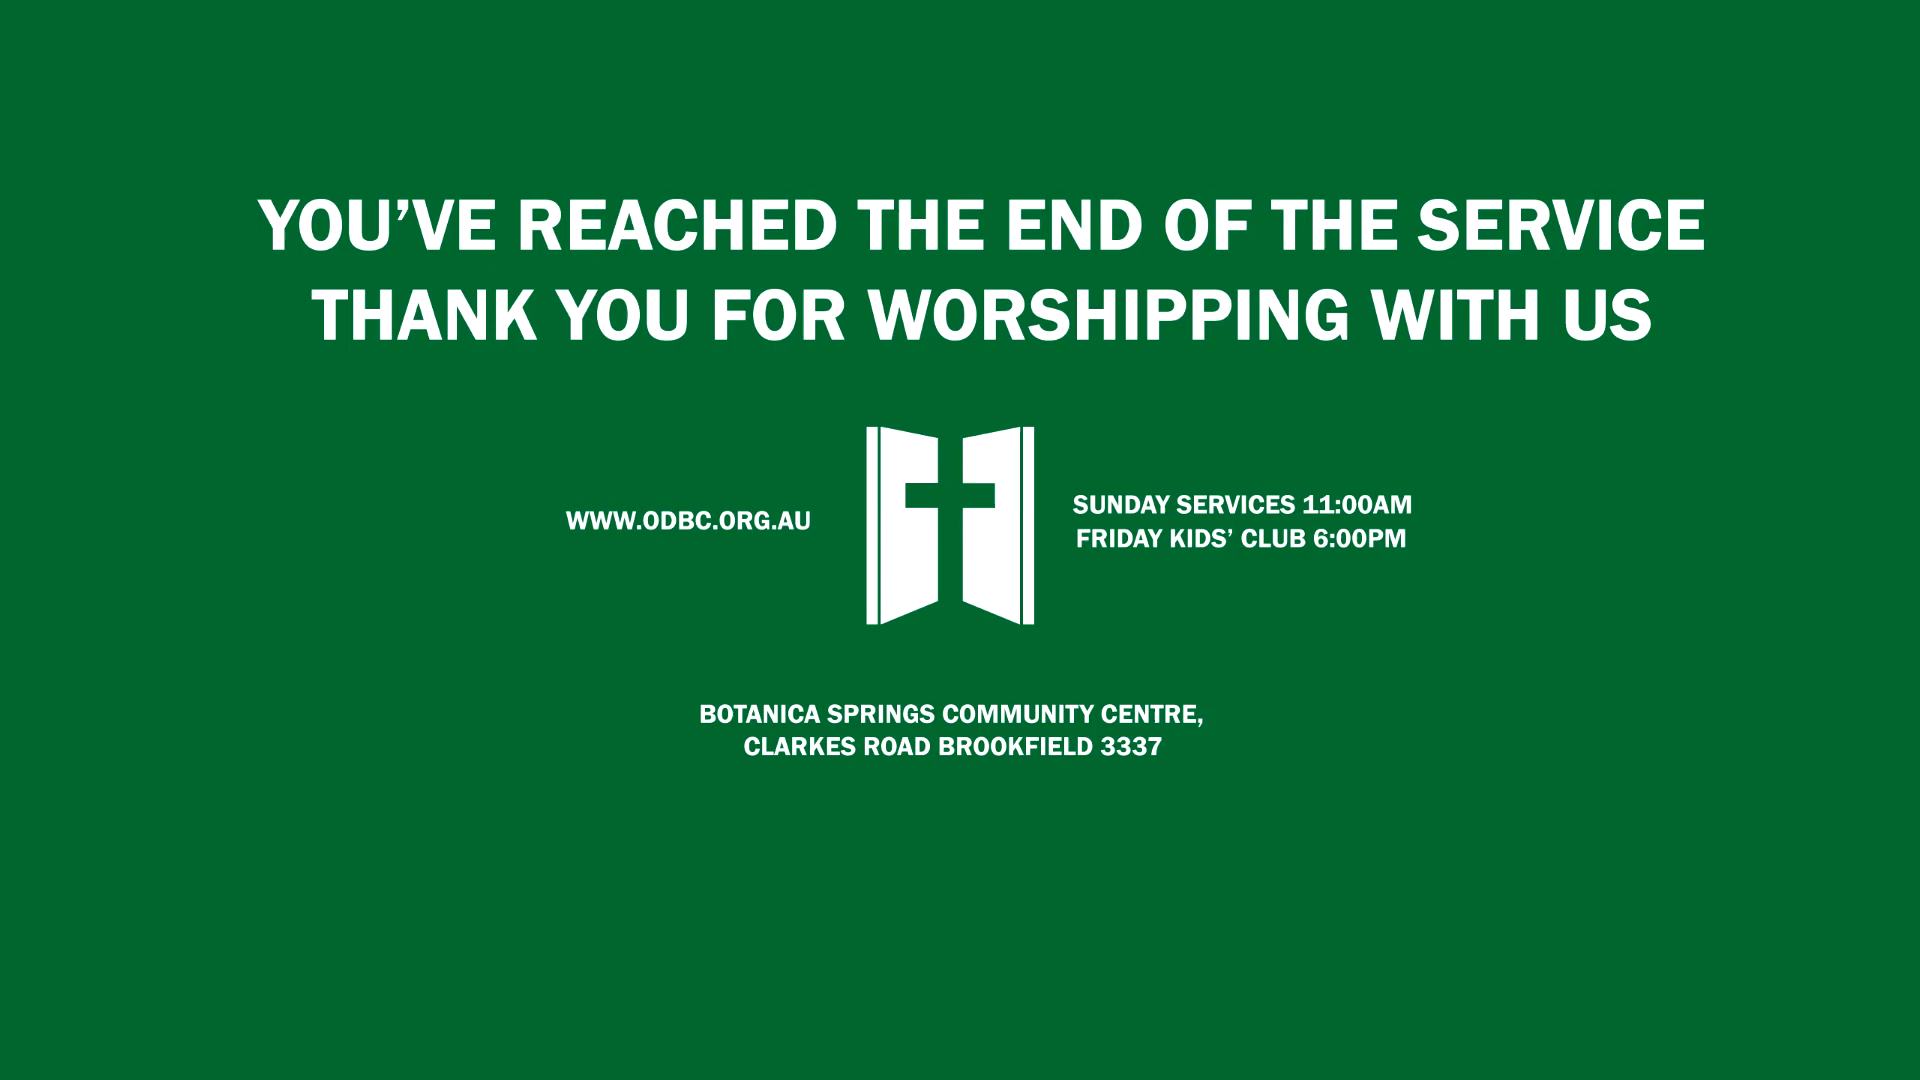 YOU’VE REACHED THE END OF THE SERVICE
THANK YOU FOR WORSHIPPING WITH US
WWW.ODBC.ORG.AU
SUNDAY SERVICES 11:00AM
FRIDAY KIDS’ CLUB 6:00PM
BOTANICA SPRINGS COMMUNITY CENTRE,
CLARKES ROAD BROOKFIELD 3337